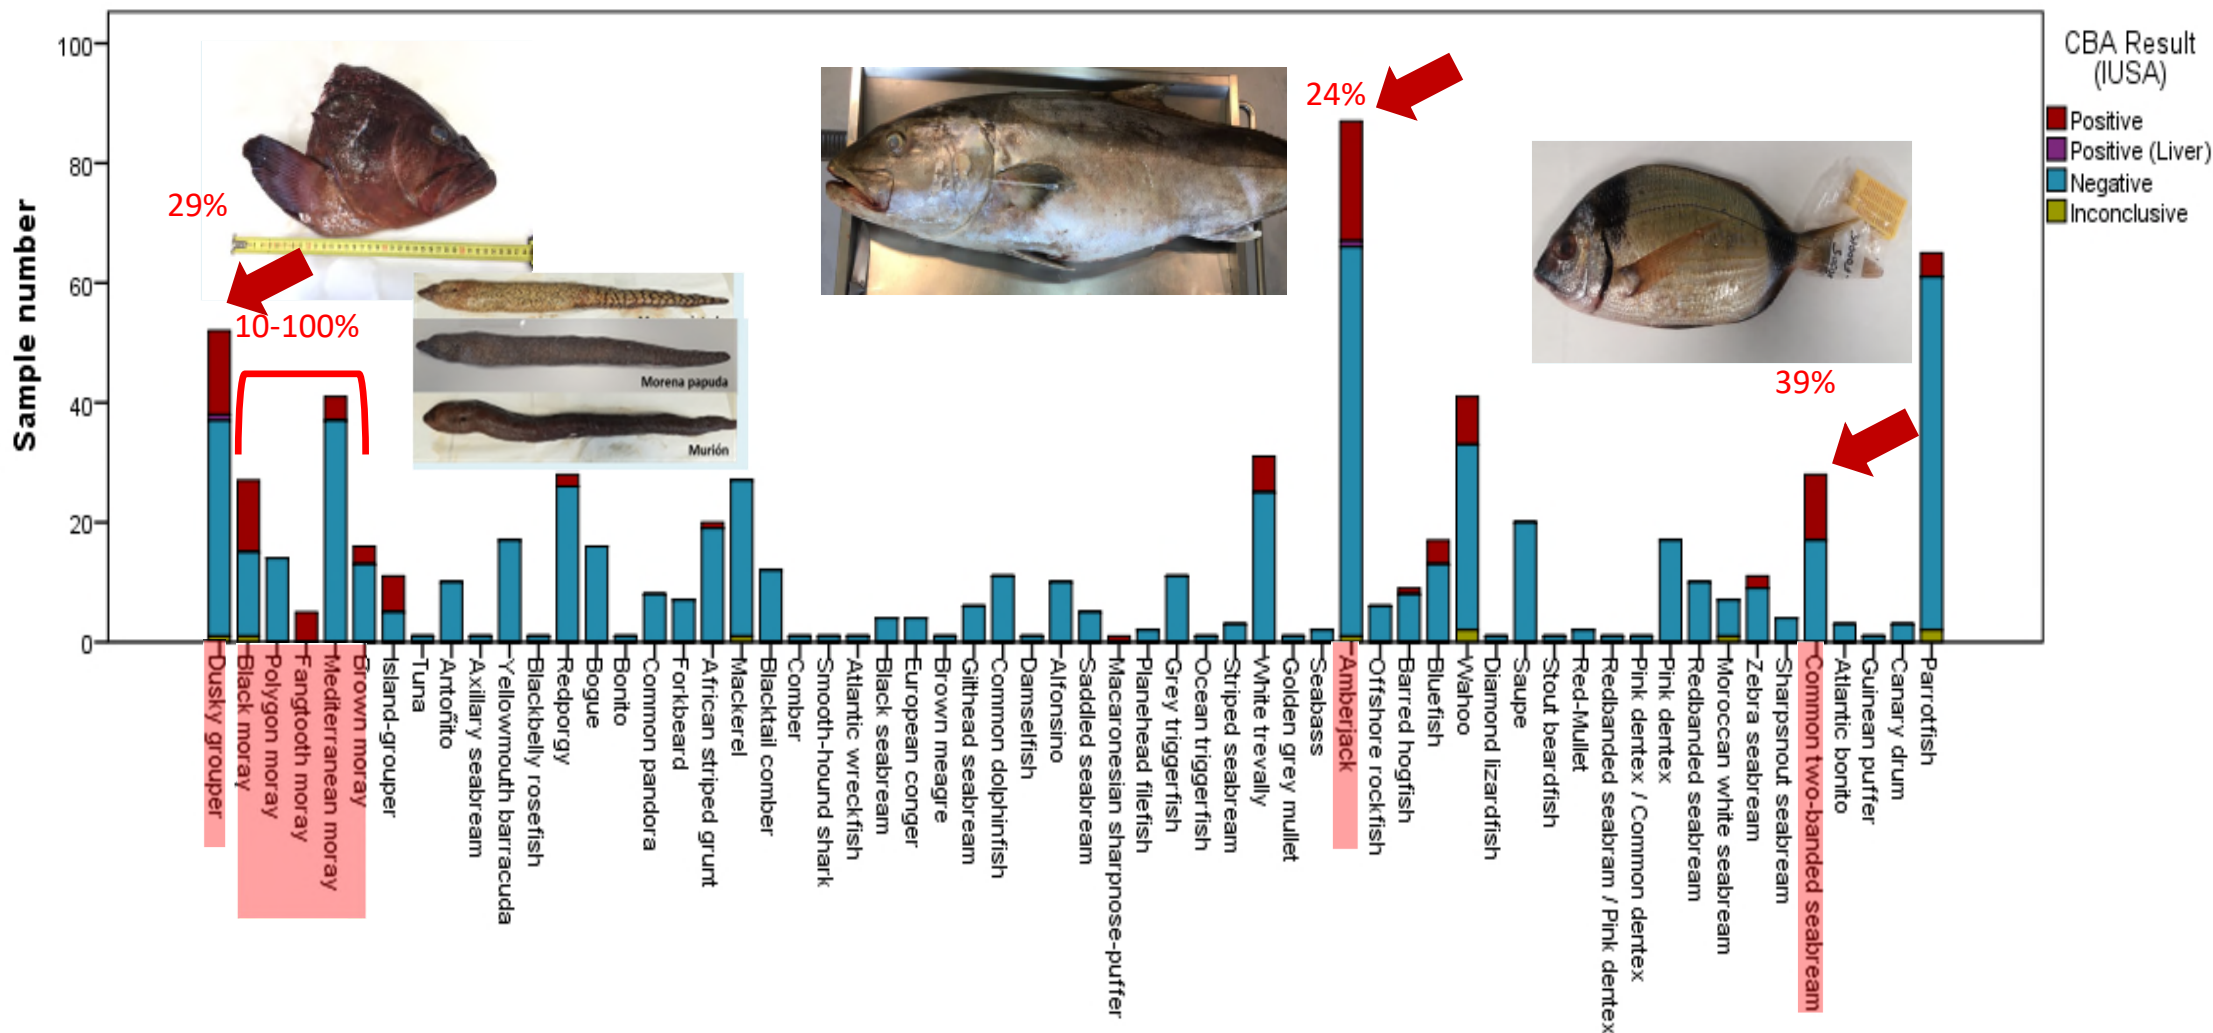 CBA Result
(IUSA)
Positive
Positive (Liver)
Negative
Inconclusive
Sample number
100
80
60
40
20
0
29%
10-100%
24%
39%
Morena papuda
Murión
Dusky grouper
Black moray
Polygon moray
Fangtooth moray
Mediterranean moray
Brown moray
Island-grouper
Tuna
Antoñito
Axillary seabream
Yellowmouth barracuda
Blackbelly rosefish
Redporgy
Bogue
Bonito
Common pandora
Forkbeard
African striped grunt
Mackerel
Blacktail comber
Comber
Smooth-hound shark
Atlantic wreckfish
Black seabream
European conger
Brown meagre
Gilthead seabream
Common dolphinfish
Damselfish
Alfonsino
Saddled seabream
Macaronesian sharpnose-puffer
Planehead filefish
Grey triggerfish
Ocean triggerfish
Striped seabream
White trevally
Golden grey mullet
Seabass
Amberjack
Offshore rockfish
Barred hogfish
Bluefish
Wahoo
Diamond lizardfish
Saupe
Stout beardfish
Red-Mullet
Redbanded seabram / Pink dentex
Pink dentex / Common dentex
Pink dentex
Redbanded seabream
Moroccan white seabream
Zebra seabream
Sharpsnout seabream
Common two-banded seabream
Atlantic bonito
Guinean puffer
Canary drum
Parrotfish